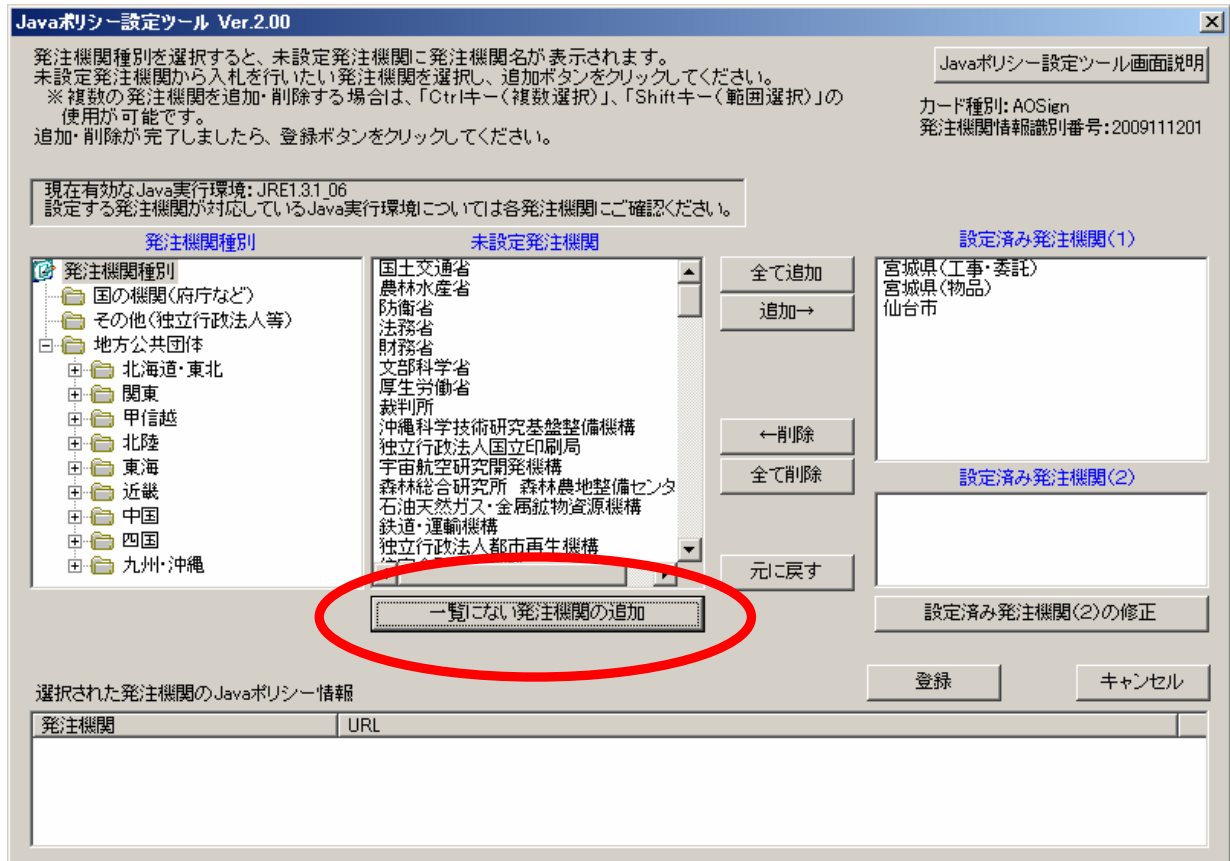 Javaポリシー設定ツール Ver.2.00
発注機関種別を選択すると、未設定発注機関に発注機関名が表示されます。
未設定発注機関から入札を行いたい発注機関を選択し、追加ボタンをクリックしてください。
※複数の発注機関を追加・削除する場合は、「Ctrlキー(複数選択)」、「Shiftキー(範囲選択)」の
使用が可能です。
追加・削除が完了しましたら、登録ボタンをクリックしてください。
Javaポリシー設定ツール画面説明
カード種別:AOSign
発注機関情報識別番号:2009111201
現在有効なJava実行環境:JRE1.3.1_06
設定する発注機関が対応しているJava実行環境については各発注機関にご確認ください。
発注機関種別
発注機関種別
国の機関(府庁など)
その他(独立行政法人等)
地方公共団体
北海道・東北
関東
甲信越
北陸
東海
近畿
中国
四国
九州・沖縄
未設定発注機関
国土交通省
農林水産省
防衛省
法務省
財務省
文部科学省
厚生労働省
裁判所
沖縄科学技術研究基盤整備機構
独立行政法人国立印刷局
宇宙航空研究開発機構
森林総合研究所 森林農地整備センタ
石油天然ガス・金属鉱物資源機構
鉄道・運輸機構
独立行政法人都市再生機構
一覧にない発注機関の追加
全て追加
追加→
←削除
全て削除
元に戻す
設定済み発注機関(1)
宮城県(工事・委託)
宮城県(物品)
仙台市
設定済み発注機関(2)
設定済み発注機関(2)の修正
登録
キャンセル
選択された発注機関のJavaポリシー情報
発注機関 URL